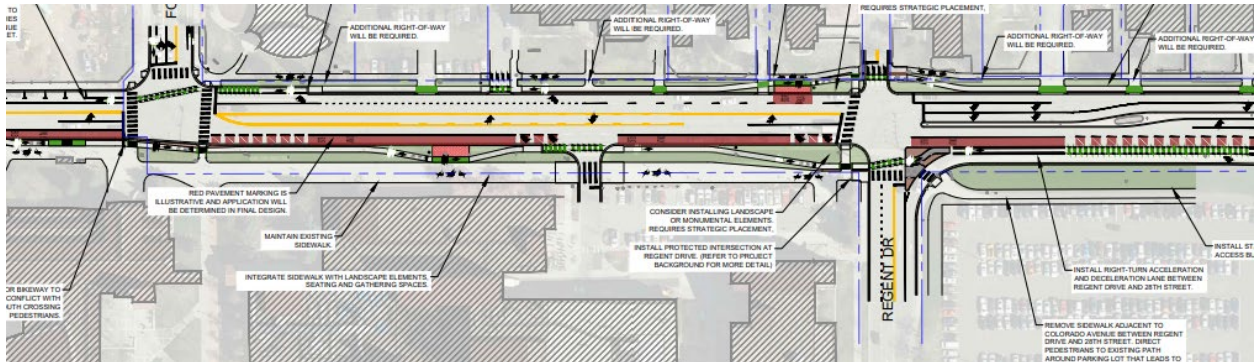 TO
IES
UE
ET.
FO
ADDITIONAL RIGHT-OF-WAY
WILL BE REQUIRED.
ADDITIONAL RIGHT-OF-WAY
WILL BE REQUIRED.
REQUIRES STRATEGIC PLACEMENT,
ADDITIONAL RIGHT-OF-WAY
WILL BE REQUIRED.
ADDITIONAL RIGHT-OF-WAY
WILL BE REQUIRED.
RED PAVEMENT MARKING IS
ILLUSTRATIVE AND APPLICATION WILL
BE DETERMINED IN FINAL DESIGN.
MAINTAIN EXISTING
SIDEWALK.
INTEGRATE SIDEWALK WITH LANDSCAPE ELEMENTS,
SEATING AND GATHERING SPACES.
CONSIDER INSTALLING LANDSCAPE
OR MONUMENTAL ELEMENTS.
REQUIRES STRATEGIC PLACEMENT,
INSTALL PROTECTED INTERSECTION AT
REGENT DRIVE. (REFER TO PROJECT
BACKGROUND FOR MORE DETAIL)
REGENT DR
INSTALL ST
ACCESS BU
INSTALL RIGHT-TURN ACCELERATION
AND DECELERATION LANE BETWEEN
REGENT DRIVE AND 28TH STREET.
REMOVE SIDEWALK ADJACENT TO
COLORADO AVENUE BETWEEN REGENT
DRIVE AND 28TH STREET. DIRECT
PEDESTRIANS TO EXISTING PATH
AROUND PARKING LOT THAT LEADS TO
OR BIKEWAY TO
CONFLICT WITH
UTH CROSSING
PEDESTRIANS.